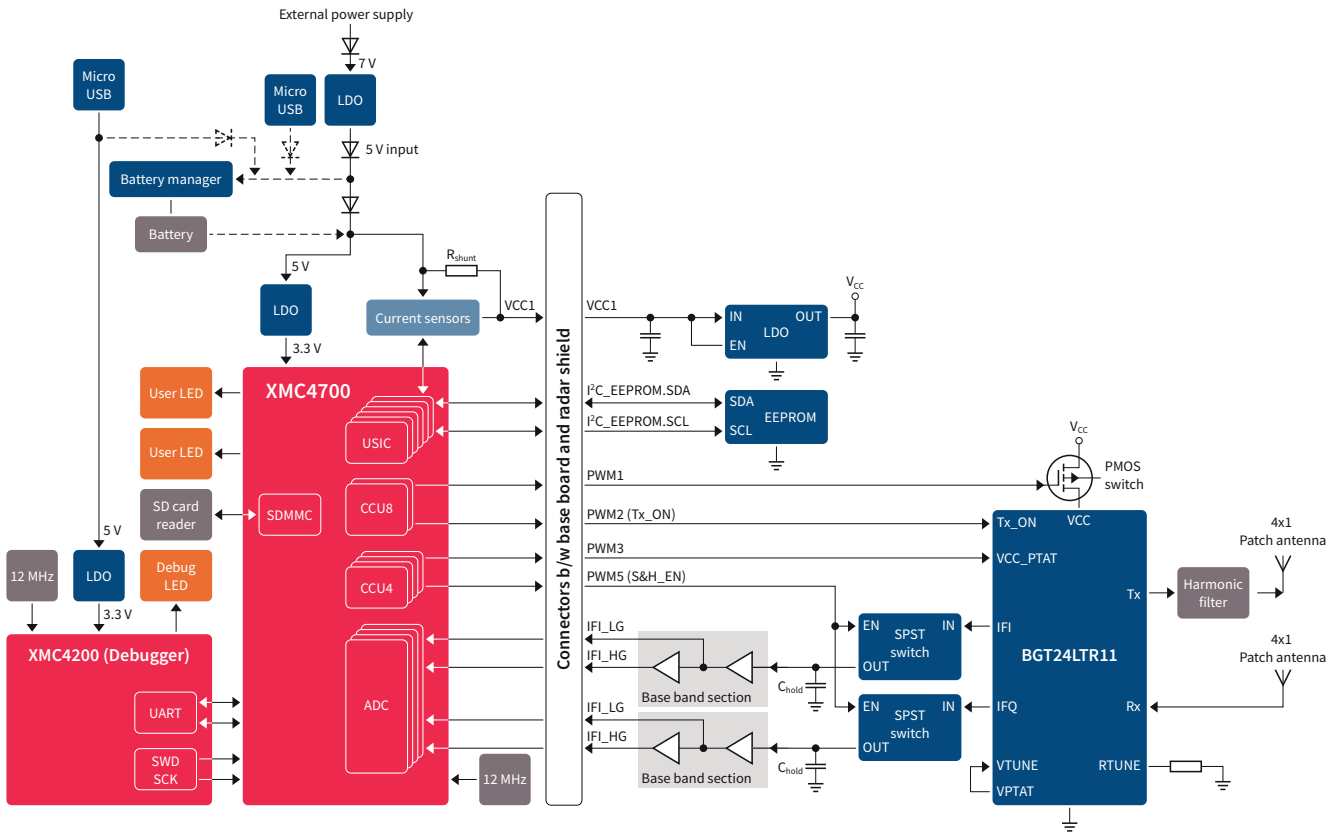 External power supply
7 V
Micro
USB
Micro
USB
LDO
5 V input
Battery manager
Battery
5 V
Rshunt
LDO
Current sensors
VCC1
3.3 V
Connectors b/w base board and radar shield
VCC1
VCC
IN
OUT
LDO
EN
XMC4700
User LED
User LED
SD card
reader
SDMMC
USIC
CCU8
CCU4
ADC
I²C_EEPROM.SDA
SDA
EEPROM
I²C_EEPROM.SCL
SCL
PWM1
VCC
PMOS
switch
VCC
PWM2 (Tx_ON)
Tx_ON
PWM3
VCC_PTAT
PWM5 (S&H_EN)
5 V
12 MHz
LDO
Debug
LED
3.3 V
XMC4200 (Debugger)
UART
SWD
SCK
12 MHz
IFI_LG
IFI_HG
Base band section
Chold
EN
IN
SPST
switch
OUT
IFI
IFI_LG
IFI_HG
Base band section
Chold
EN
IN
SPST
switch
OUT
IFQ
BGT24LTR11
Tx
Harmonic
filter
4x1
Patch antenna
4x1
Patch antenna
Rx
VTUNE
RTUNE
VPTAT